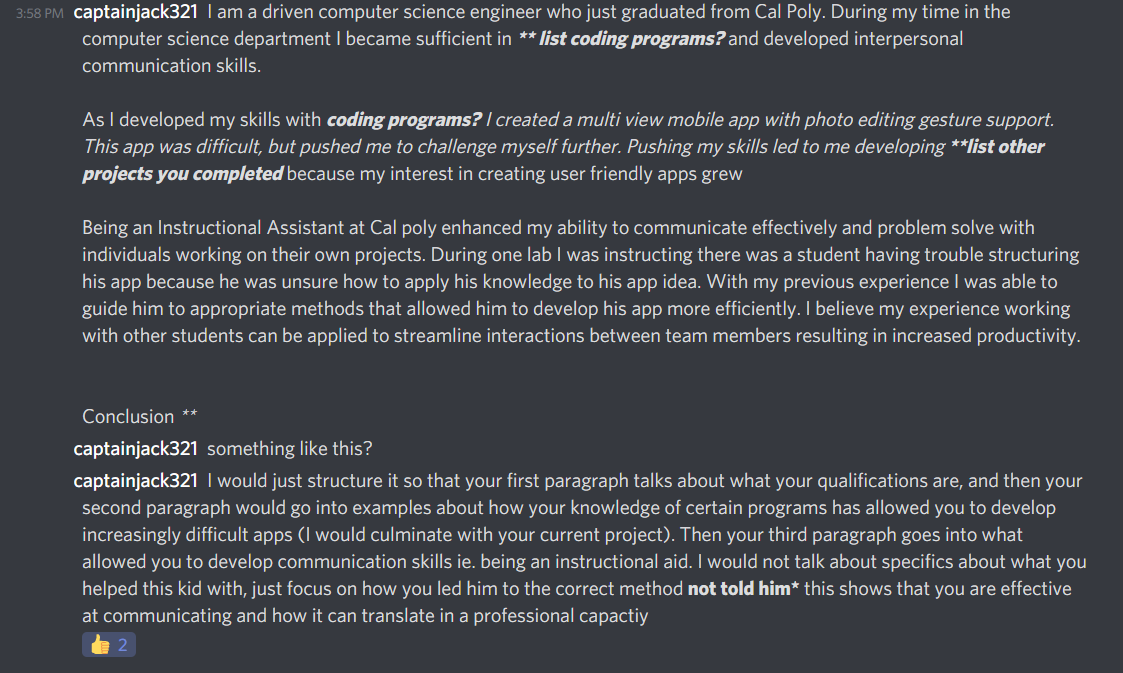 3:58 PM captainjack321 I am a driven computer science engineer who just graduated from Cal Poly. During my time in the
computer science department I became sufficient in ** list coding programs? and developed interpersonal
communication skills.
As I developed my skills with coding programs? I created a multi view mobile app with photo editing gesture support.
This app was difficult, but pushed me to challenge myself further. Pushing my skills led to me developing **list other
projects you completed because my interest in creating user friendly apps grew
Being an Instructional Assistant at Cal poly enhanced my ability to communicate effectively and problem solve with
individuals working on their own projects. During one lab I was instructing there was a student having trouble structuring
his app because he was unsure how to apply his knowledge to his app idea. With my previous experience I was able to
guide him to appropriate methods that allowed him to develop his app more efficiently. I believe my experience working
with other students can be applied to streamline interactions between team members resulting in increased productivity.
Conclusion **
captainjack321 something like this?
captainjack321 I would just structure it so that your first paragraph talks about what your qualifications are, and then your
second paragraph would go into examples about how your knowledge of certain programs has allowed you to develop
increasingly difficult apps (I would culminate with your current project). Then your third paragraph goes into what
allowed you to develop communication skills ie. being an instructional aid. I would not talk about specifics about what you
helped this kid with, just focus on how you led him to the correct method not told him* this shows that you are effective
at communicating and how it can translate in a professional capactiy
2